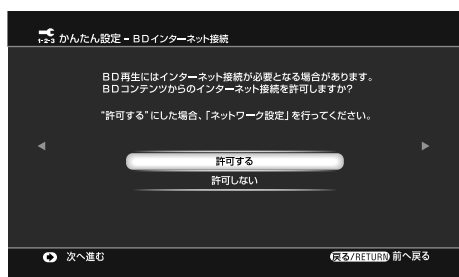 1-2-3 かんたん設定 – BDインターネット接続
BD再生にはインターネット接続が必要となる場合があります。
BDコンテンツからのインターネット接続を許可しますか?
“許可する”にした場合、「ネットワーク設定」を行ってください。
許可する
許可しない
次へ進む
戻る/RETURN 前へ戻る